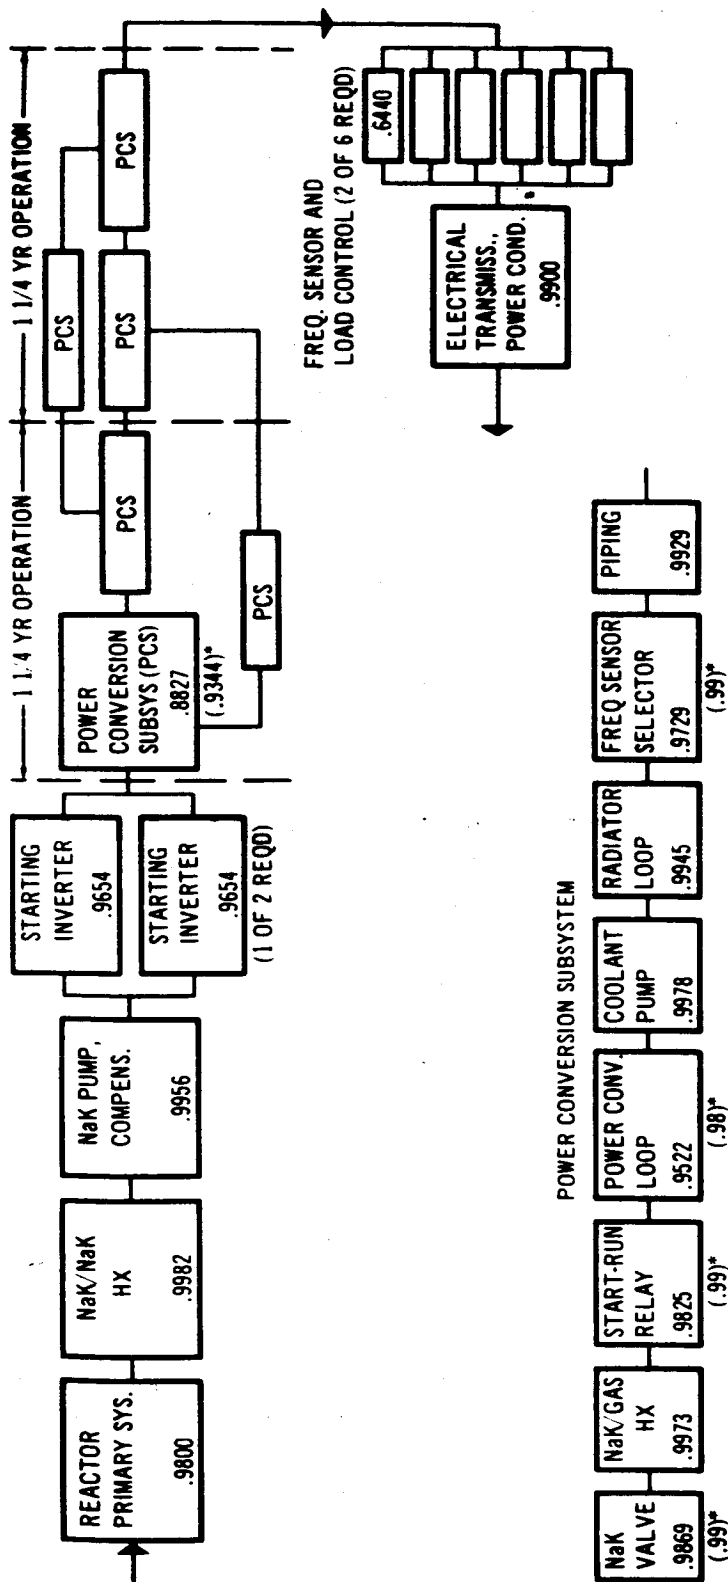 1 1/4 YR OPERATION
1 1/4 YR OPERATION
REACTOR
PRIMARY SYS.
.9800
NaK/NaK
HX
.9982
NaK PUMP,
COMPENS.
.9956
STARTING
INVERTER
.9654
STARTING
INVERTER
.9654
(1 OF 2 REQD)
POWER
CONVERSION
SUBSYS (PCS)
.8827
(.9344)*
PCS
PCS
PCS
PCS
PCS
FREQ. SENSOR AND
LOAD CONTROL (2 OF 6 REQD)
.6440
ELECTRICAL
TRANSMISS.,
POWER COND.
.9900
*
POWER CONVERSION SUBSYSTEM
NaK
VALVE
.9869
(.99)*
NaK/GAS
HX
.9973
START-RUN
RELAY
.9825
(.99)*
POWER CONV.
LOOP
.9522
(.98)*
COOLANT
PUMP
.9978
RADIATOR
LOOP
.9945
FREQ SENSOR
SELECTOR
.9729
(.99)*
PIPING
.9929